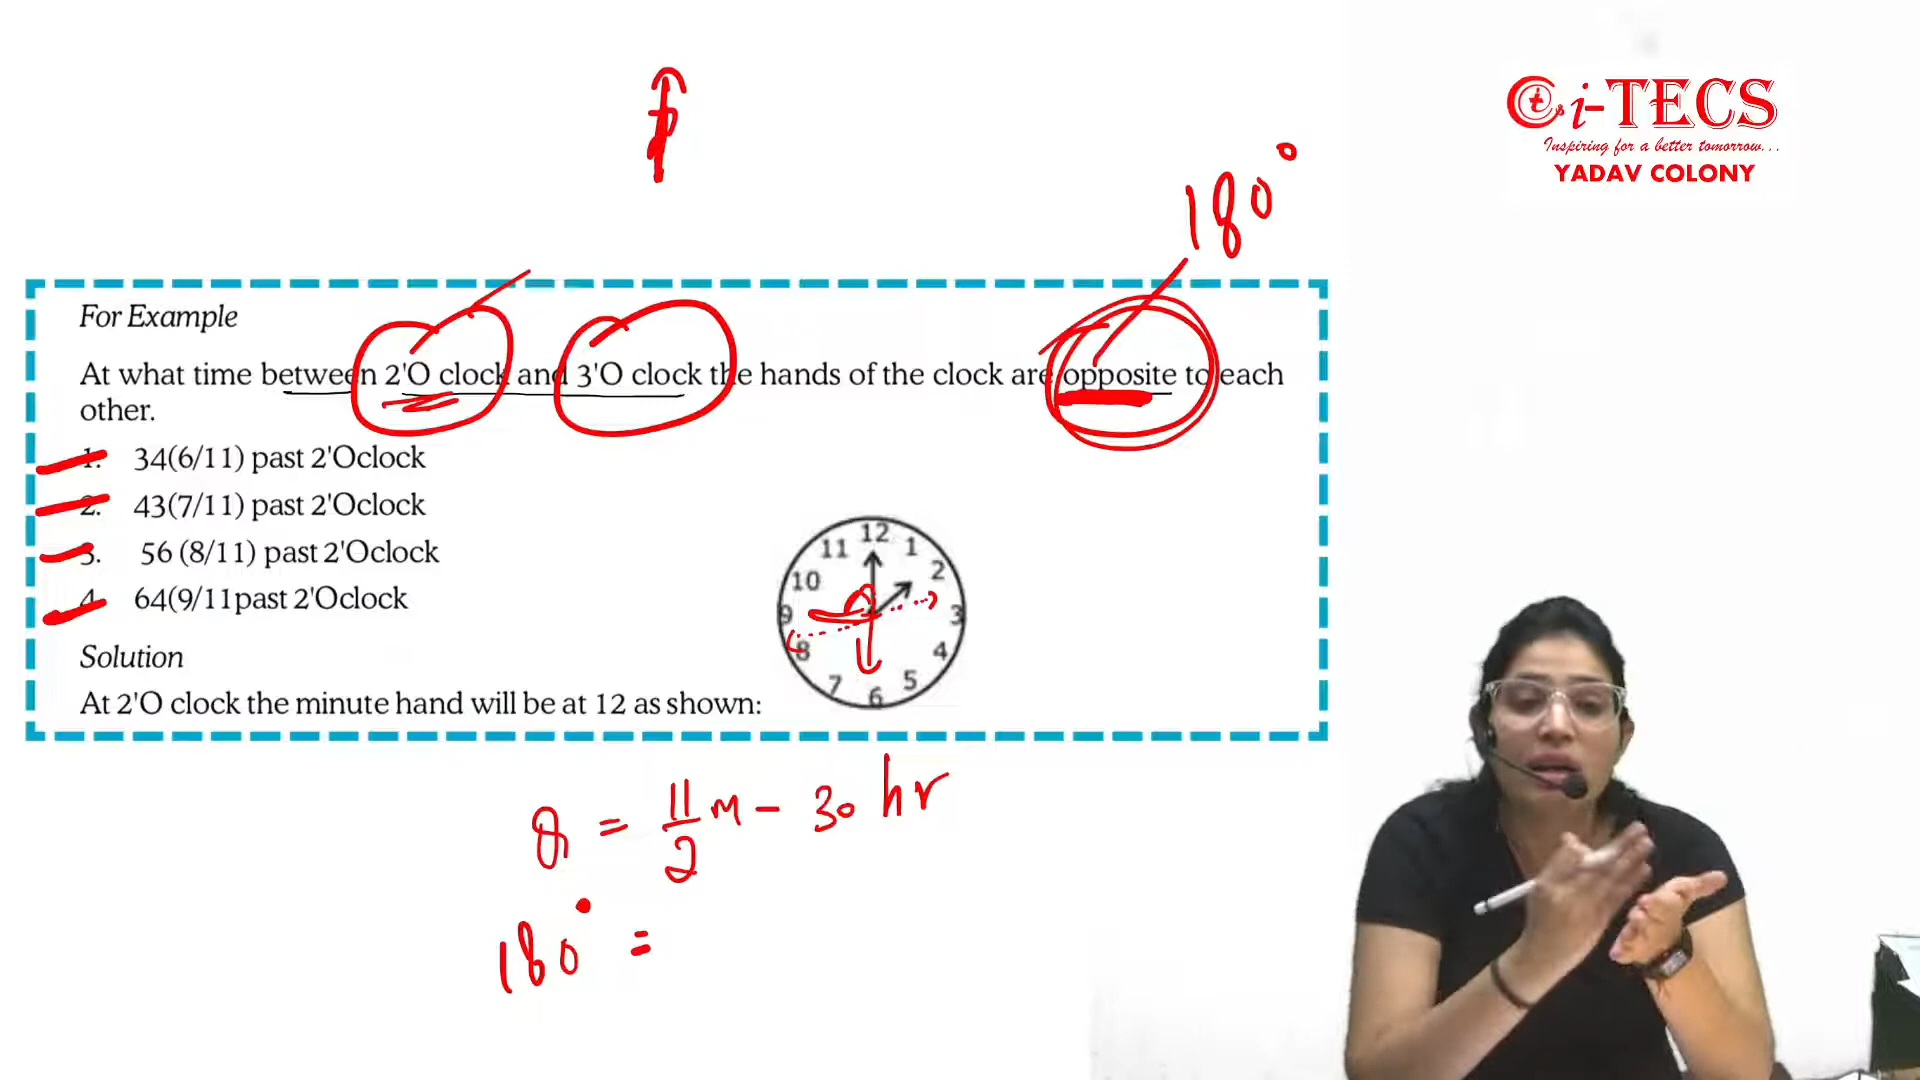 i-TECS
Inspiring for a better tomorrow...
YADAV COLONY
180°
For Example
At what time between 2'O clock and 3'O clock the hands of the clock are opposite to each
other.
1. 34(6/11) past 2'Oclock
2. 43(7/11) past 2'Oclock
3. 56 (8/11) past 2'Oclock
4. 64(9/11past 2'Oclock
12
11 1
10 2
9 3
8 4
7 5
6
Solution
At 2'O clock the minute hand will be at 12 as shown:
= 11/2 m - 30 hr
180° =